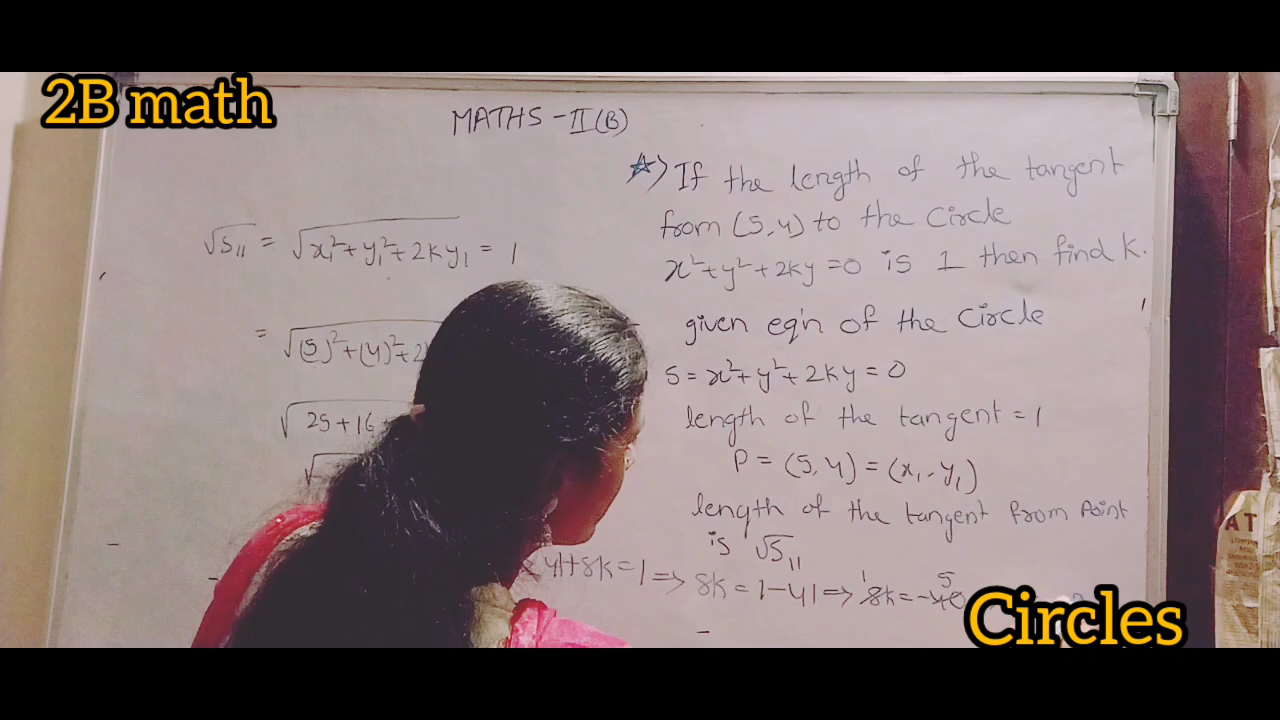 2B math
MATHS - II (B)
☆) If the length of the tangent
from (5,4) to the circle
x²+y²+2ky=0 is 1 then find k.
given eq'n of the circle
S=x²+y²+2ky=0
length of the tangent = 1
P = (5,4) = (x₁, y₁)
length of the tangent from point
is √S₁₁
√S₁₁ = √x₁²+y₁²+2ky₁ = 1
= √(5)²+(4)²+2
√25+16
41+8k=1 => 8k = 1-41 => 8k = -40
1 5
Circles
A T